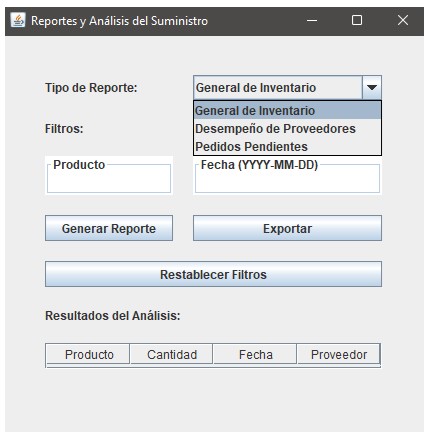 Reportes y Análisis del Suministro
Tipo de Reporte: General de Inventario
General de Inventario
Desempeño de Proveedores
Pedidos Pendientes
Filtros:
Producto Fecha (YYYY-MM-DD)
Generar Reporte Exportar
Restablecer Filtros
Resultados del Análisis:
Producto Cantidad Fecha Proveedor